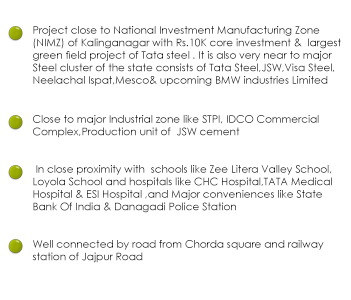 Project close to National Investment Manufacturing Zone
(NIMZ) of Kalinganagar with Rs.10K core investment & largest
green field project of Tata steel . It is also very near to major
Steel cluster of the state consists of Tata Steel,JSW,Visa Steel,
Neelachal Ispat,Mesco& upcoming BMW industries Limited
Close to major Industrial zone like STPI, IDCO Commercial
Complex,Production unit of JSW cement
In close proximity with schools like Zee Litera Valley School,
Loyola School and hospitals like CHC Hospital,TATA Medical
Hospital & ESI Hospital ,and Major conveniences like State
Bank Of India & Danagadi Police Station
Well connected by road from Chorda square and railway
station of Jajpur Road